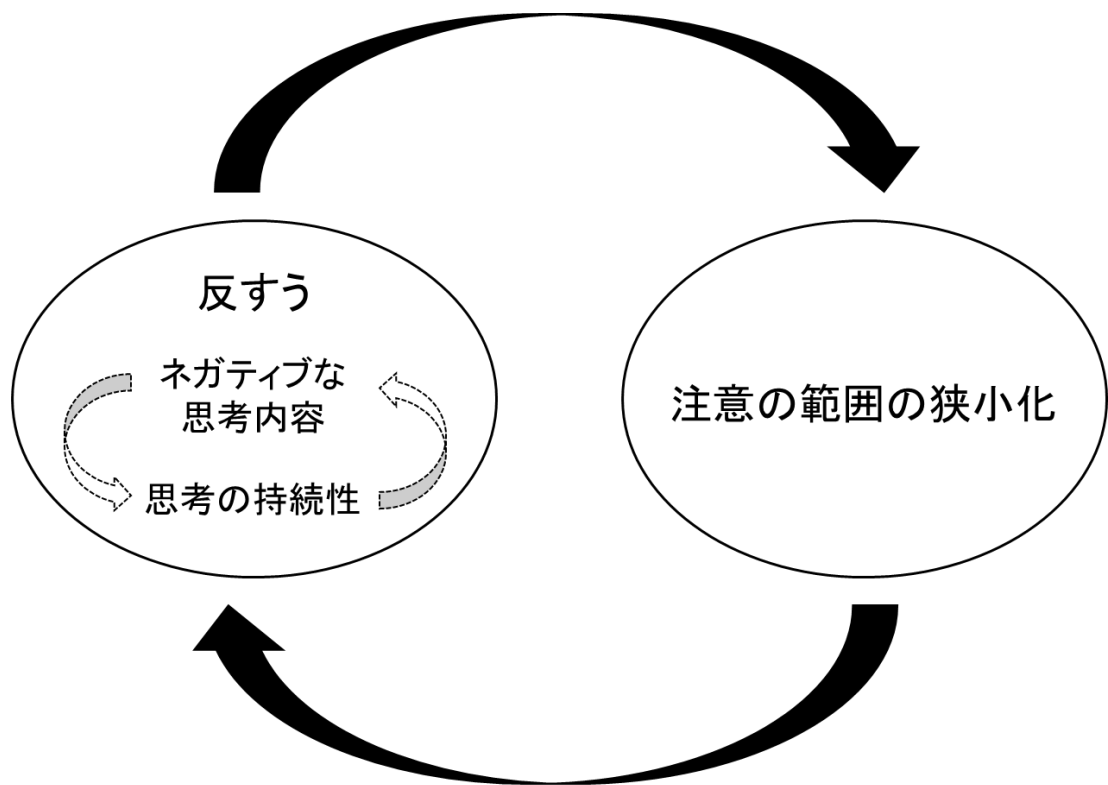 反すう
ネガティブな
思考内容
思考の持続性
注意の範囲の狭小化